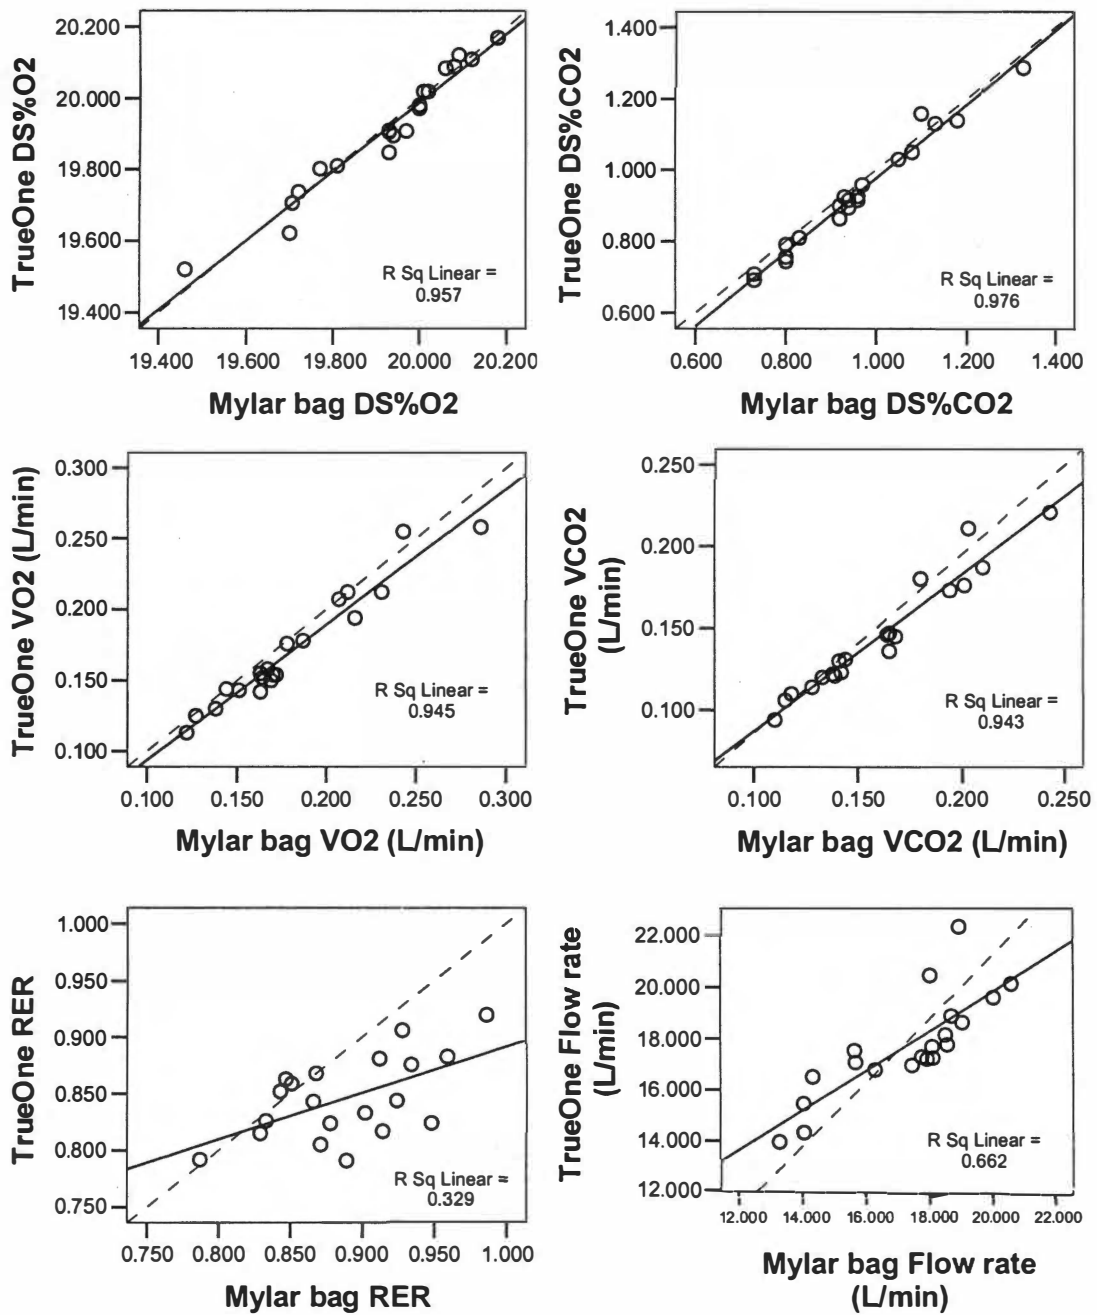 TrueOne DS%O2
20.200
20.000
19.800
19.600
19.400
R Sq Linear =
0.957
19.400 19.600 19.800 20.000 20.200
Mylar bag DS%O2
TrueOne DS%CO2
1.400
1.200
1.000
0.800
0.600
R Sq Linear =
0.976
0.600 0.800 1.000 1.200 1.400
Mylar bag DS%CO2
TrueOne VO2 (L/min)
0.300
0.250
0.200
0.150
0.100
R Sq Linear =
0.945
0.100 0.150 0.200 0.250 0.300
Mylar bag VO2 (L/min)
TrueOne VCO2
(L/min)
0.250
0.200
0.150
0.100
R Sq Linear =
0.943
0.100 0.150 0.200 0.250
Mylar bag VCO2 (L/min)
TrueOne RER
1.000
0.950
0.900
0.850
0.800
0.750
R Sq Linear =
0.329
0.750 0.800 0.850 0.900 0.950 1.000
Mylar bag RER
TrueOne Flow rate
(L/min)
22.000
20.000
18.000
16.000
14.000
12.000
R Sq Linear =
0.662
12.000 14.000 16.000 18.000 20.000 22.000
Mylar bag Flow rate
(L/min)